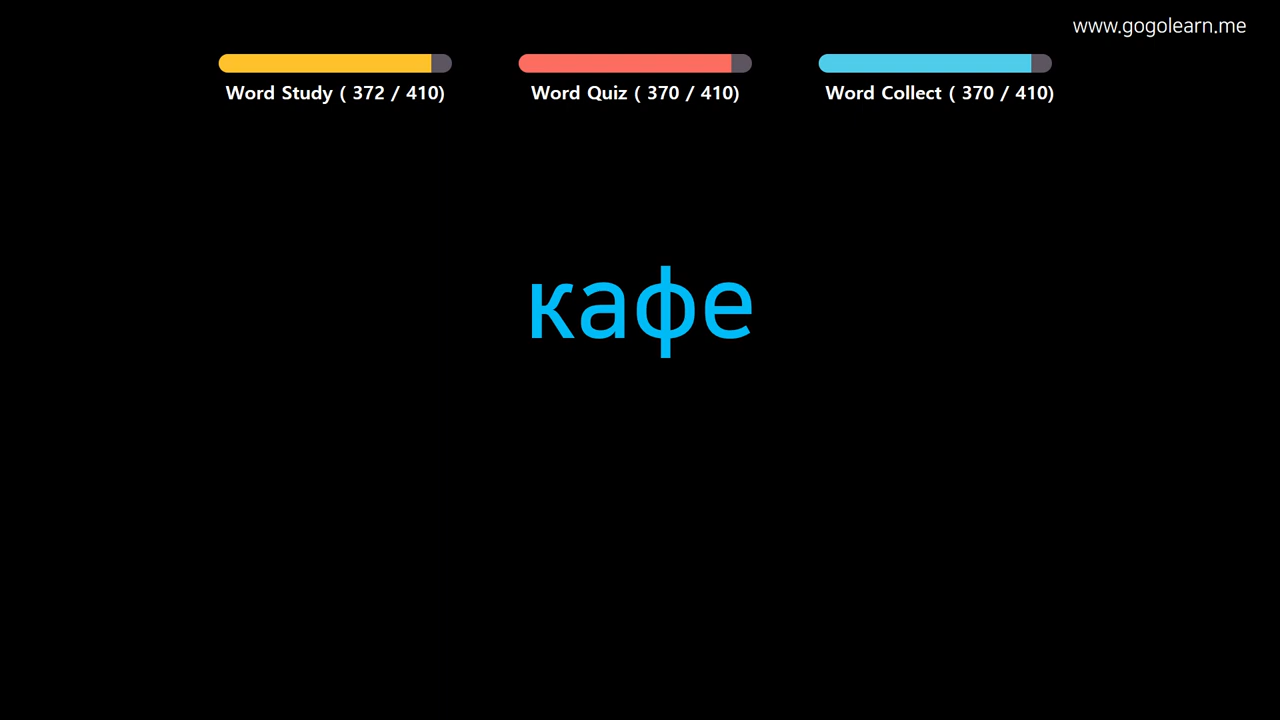 www.gogolearn.me
Word Study ( 372 / 410)
Word Quiz ( 370 / 410)
Word Collect ( 370 / 410)
кафе